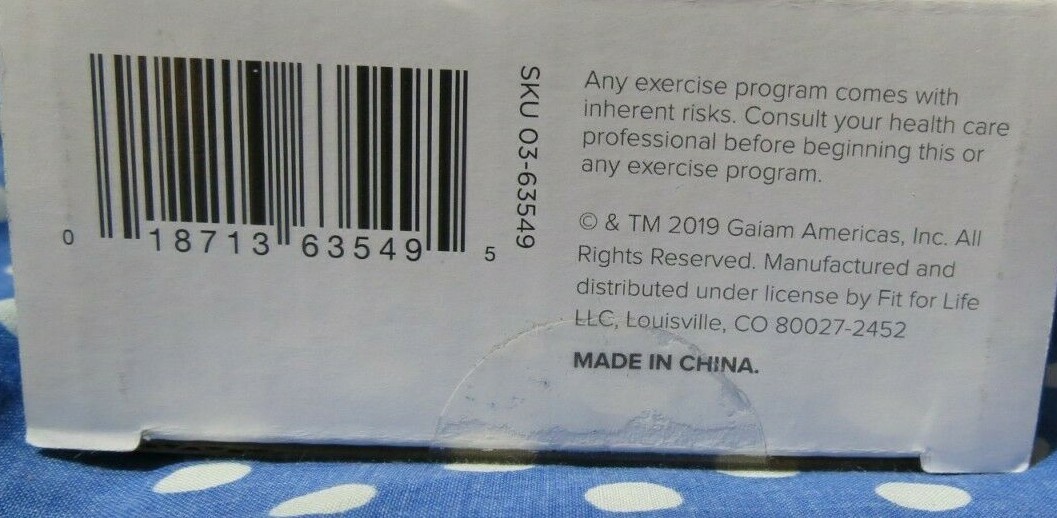 0 18713 63549 5
SKU 03-63549
Any exercise program comes with
inherent risks. Consult your health care
professional before beginning this or
any exercise program.
© & TM 2019 Gaiam Americas, Inc. All
Rights Reserved. Manufactured and
distributed under license by Fit for Life
LLC, Louisville, CO 80027-2452
MADE IN CHINA.